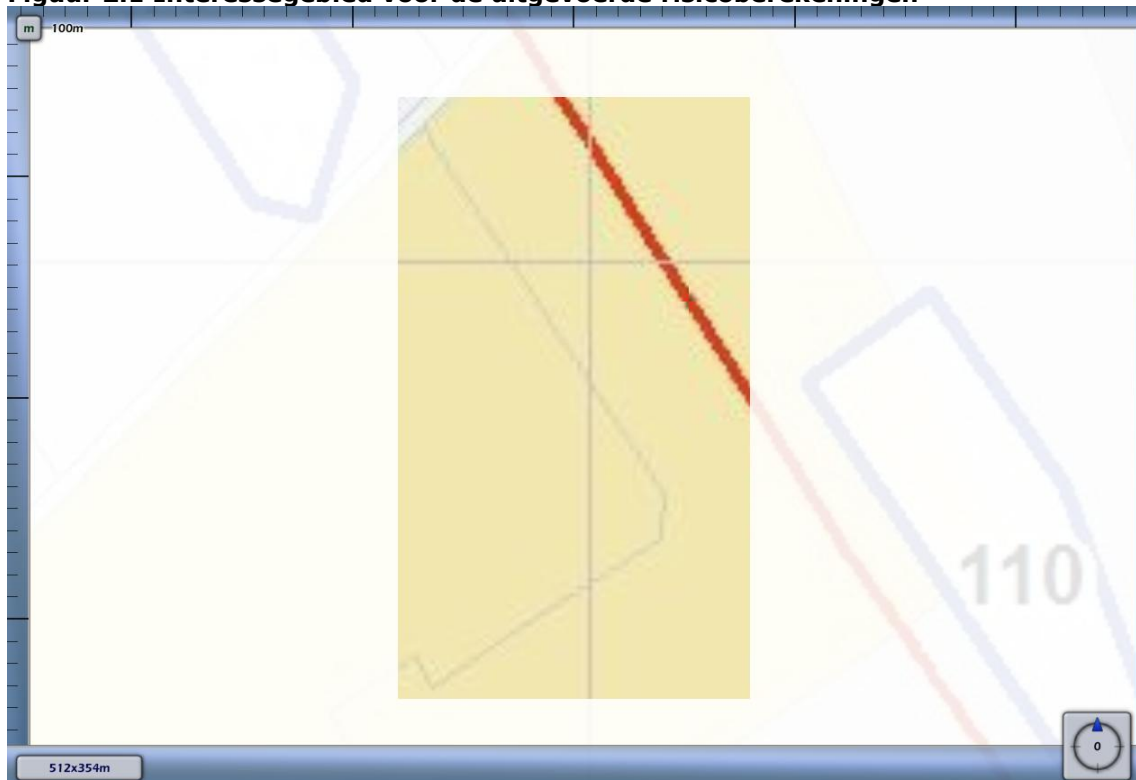 Figuur 2.1 Interessegebied voor de uitgevoerde risicoberekeningen
m 100m
110
512x354m
0